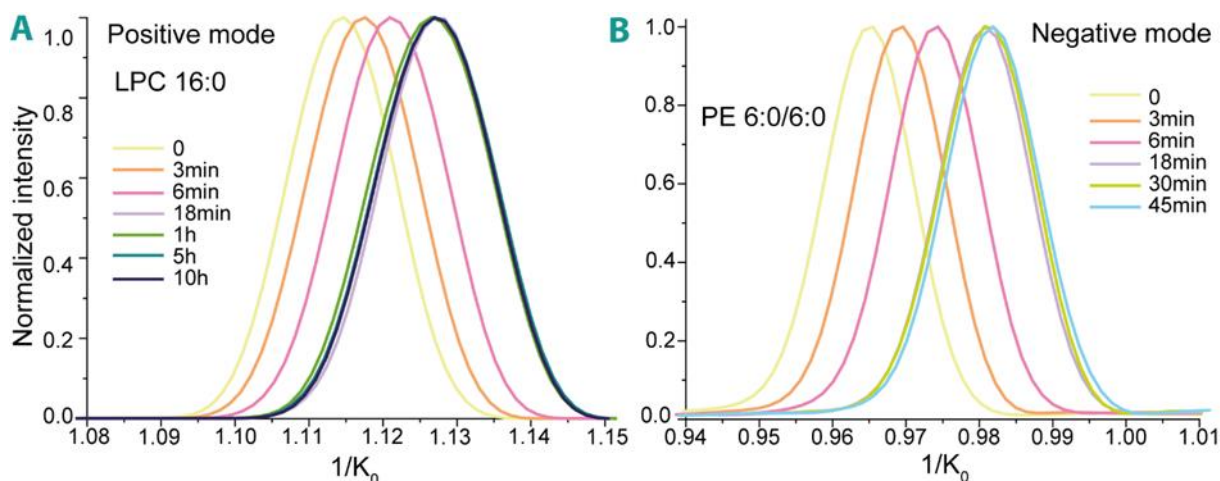 A
Positive mode
LPC 16:0
0
3min
6min
18min
1h
5h
10h
Normalized intensity
1.0
0.8
0.6
0.4
0.2
0.0
1.08 1.09 1.10 1.11 1.12 1.13 1.14 1.15
1/K₀
B
Negative mode
PE 6:0/6:0
0
3min
6min
18min
30min
45min
1.0
0.8
0.6
0.4
0.2
0.0
0.94 0.95 0.96 0.97 0.98 0.99 1.00 1.01
1/K₀